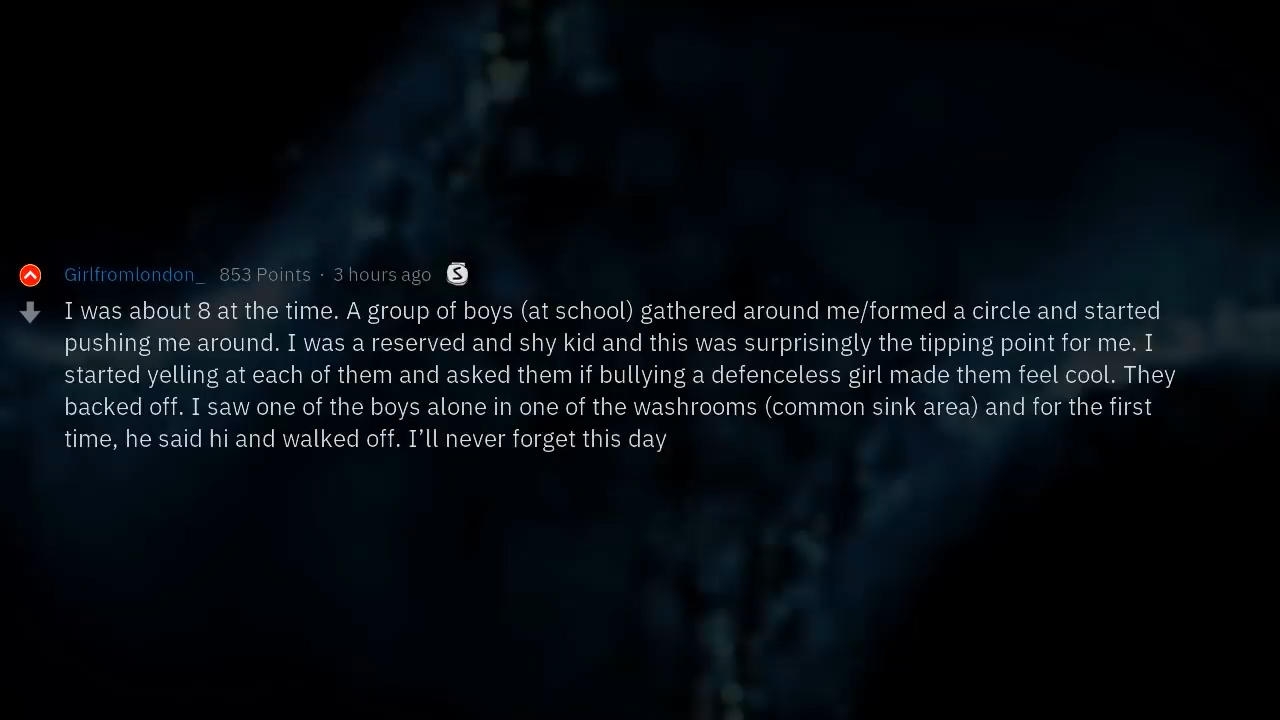 Girlfromlondon_ 853 Points · 3 hours ago S
I was about 8 at the time. A group of boys (at school) gathered around me/formed a circle and started
pushing me around. I was a reserved and shy kid and this was surprisingly the tipping point for me. I
started yelling at each of them and asked them if bullying a defenceless girl made them feel cool. They
backed off. I saw one of the boys alone in one of the washrooms (common sink area) and for the first
time, he said hi and walked off. I’ll never forget this day